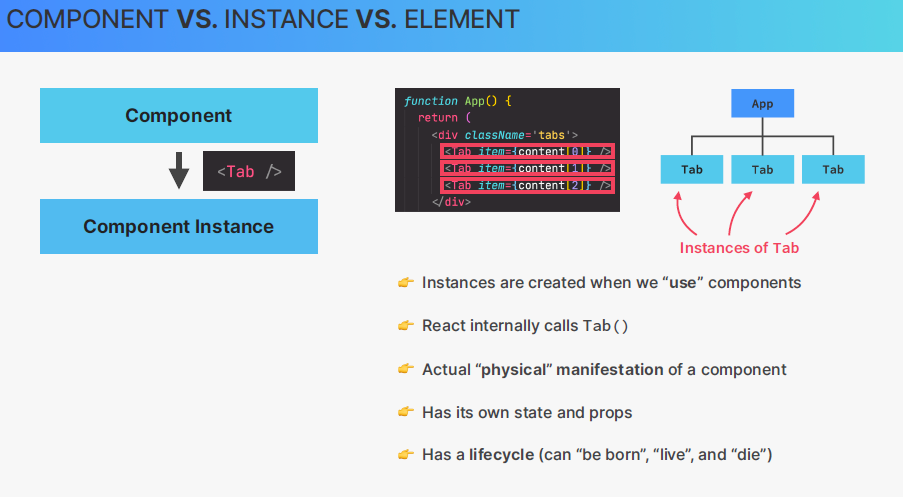 COMPONENT VS. INSTANCE VS. ELEMENT
Component
<Tab />
Component Instance
function App() {
return (
<div className='tabs'>
<Tab item={content[0]} />
<Tab item={content[1]} />
<Tab item={content[2]} />
</div>
App
Tab Tab Tab
Instances of Tab
👉 Instances are created when we “use” components
👉 React internally calls Tab()
👉 Actual “physical” manifestation of a component
👉 Has its own state and props
👉 Has a lifecycle (can “be born”, “live”, and “die”)